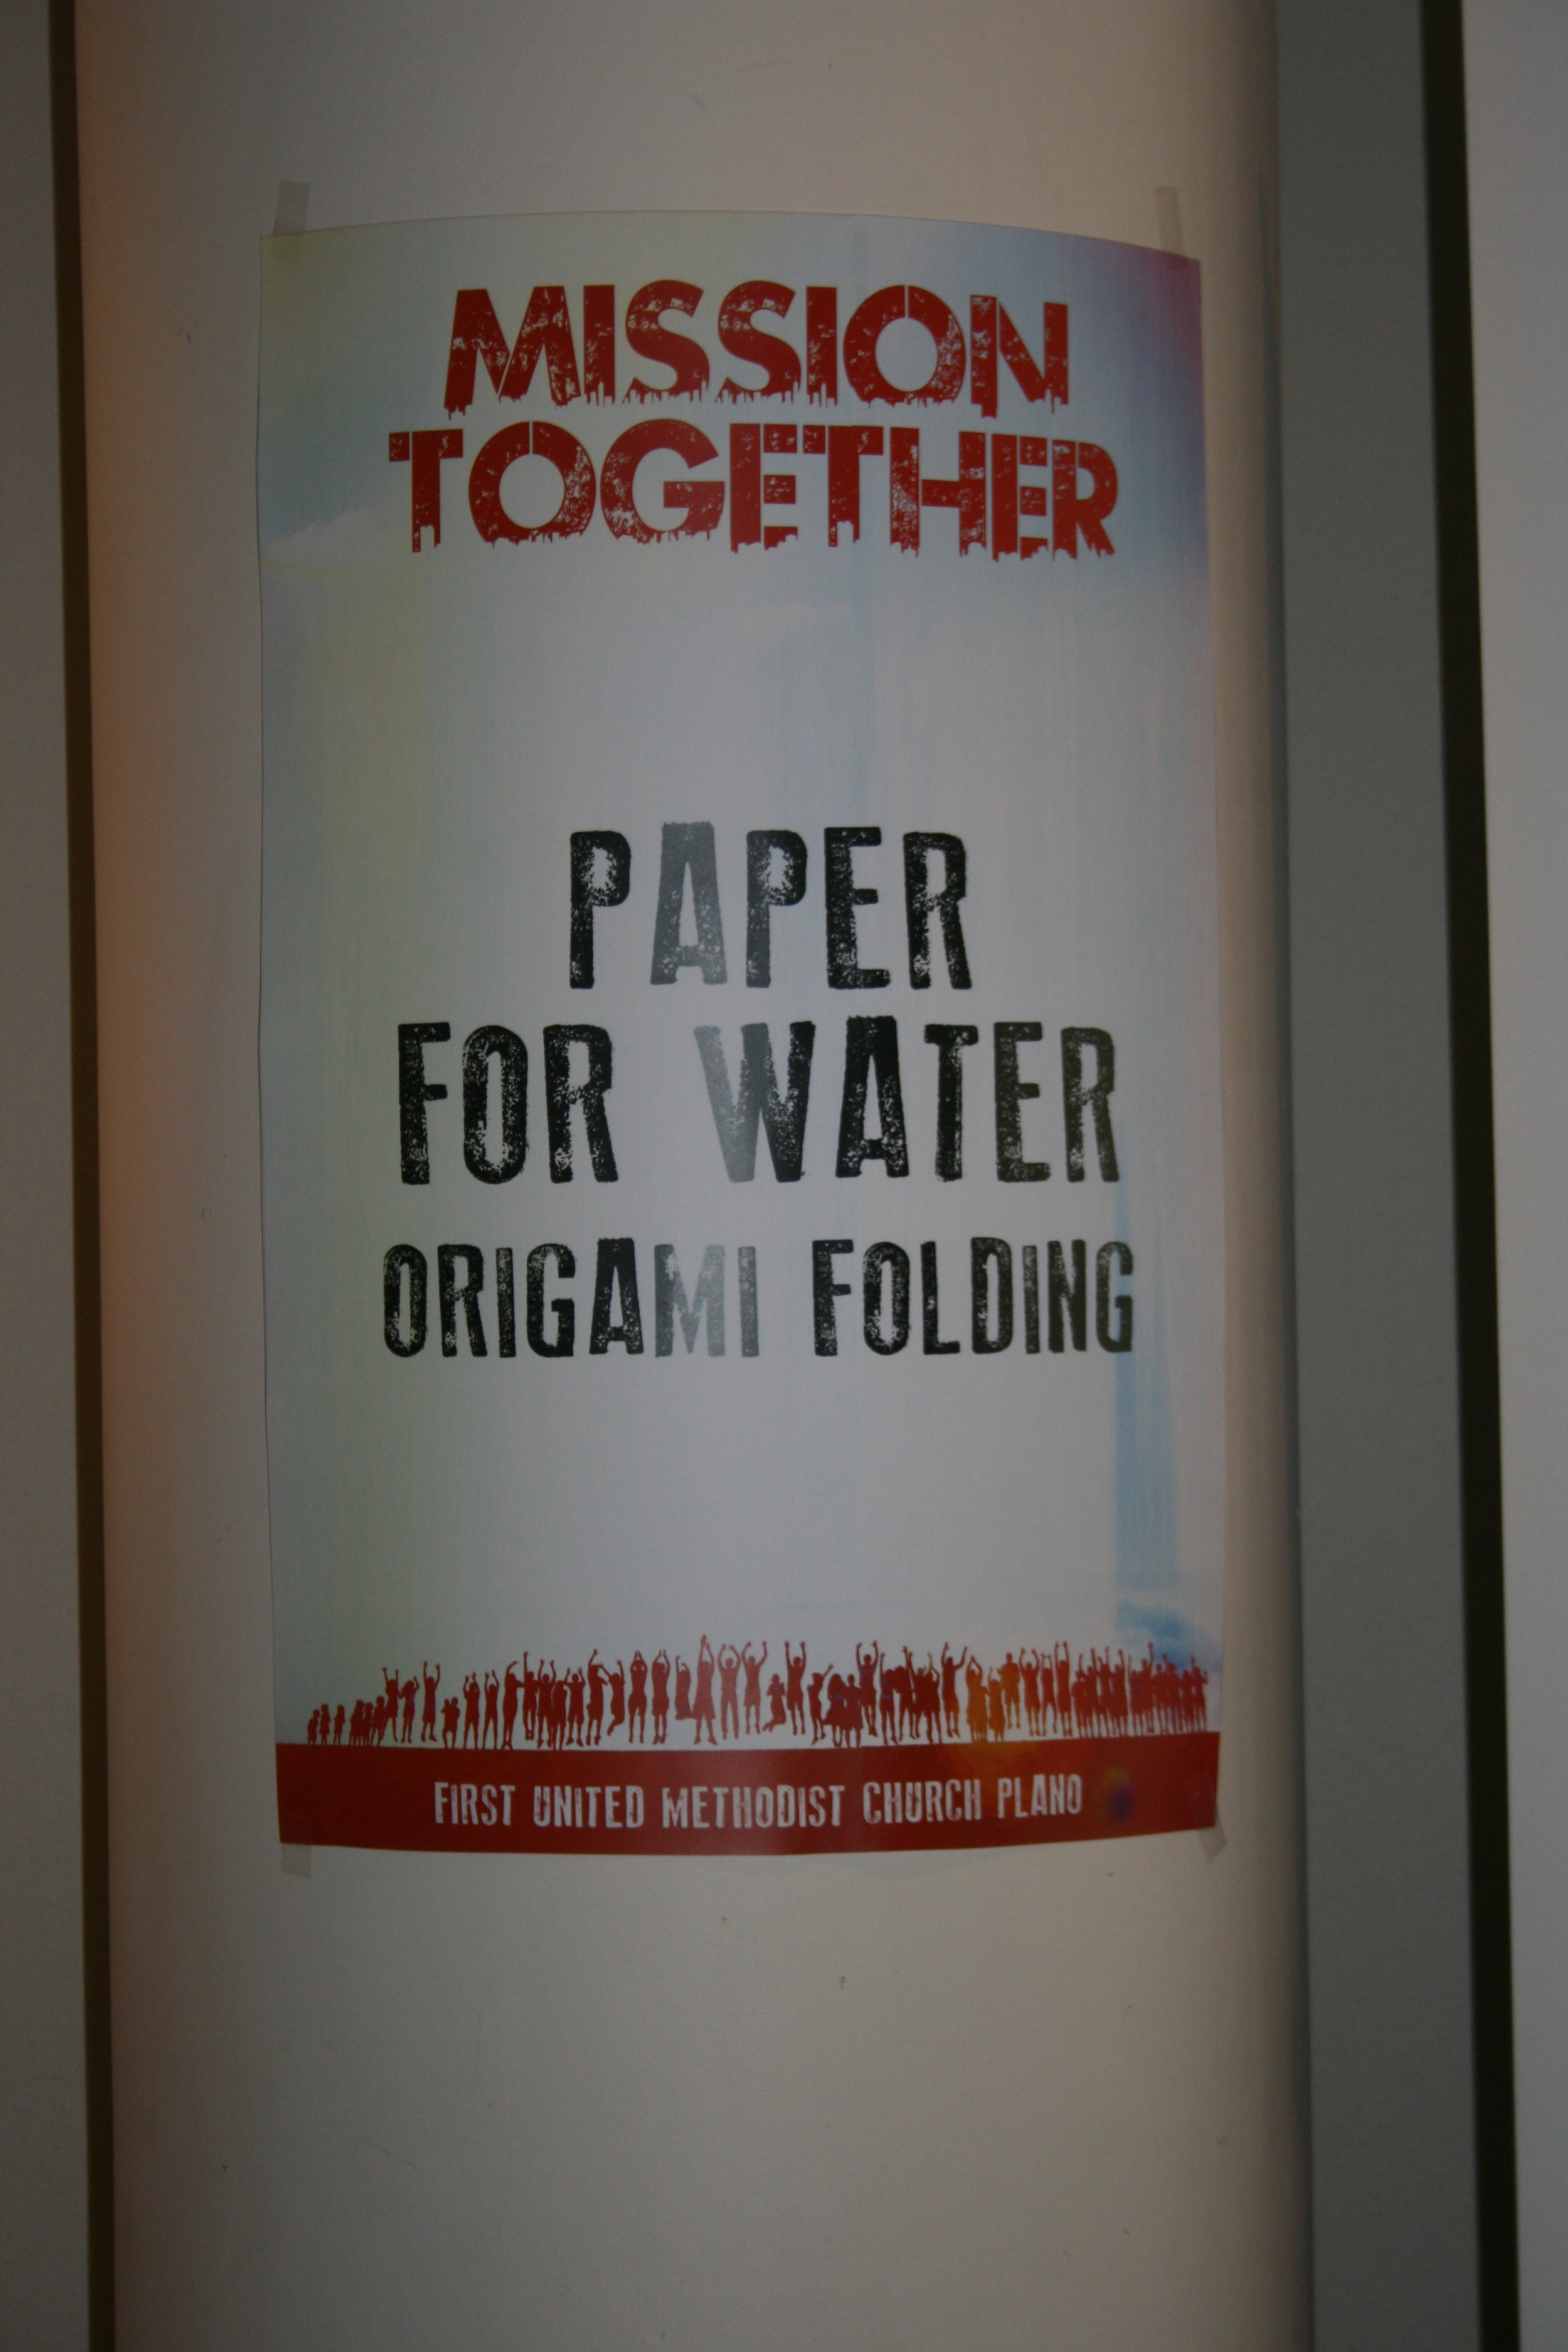 MISSION
TOGETHER
PAPER
FOR WATER
ORIGAMI FOLDING
FIRST UNITED METHODIST CHURCH PLANO